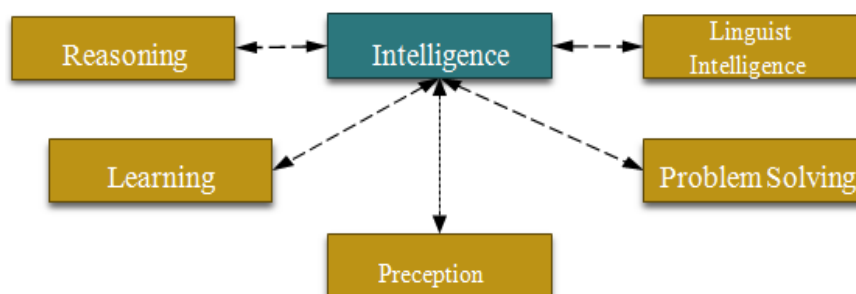 Reasoning
Intelligence
Linguist
Intelligence
Learning
Problem Solving
Preception